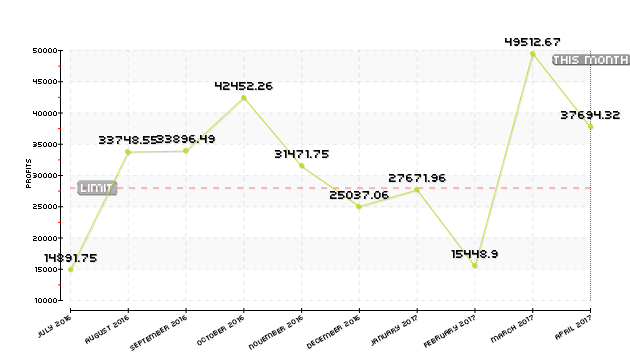 49512.67
50000
THIS MONTH
45000
42452.26
40000
37694.32
33748.55
33896.49
35000
31471.75
30000
PROFITS
27671.96
LIMIT
25037.06
25000
20000
15448.9
14891.75
15000
10000
JULY 2016
AUGUST 2016
SEPTEMBER 2016
OCTOBER 2016
NOVEMBER 2016
DECEMBER 2016
JANUARY 2017
FEBRUARY 2017
MARCH 2017
APRIL 2017